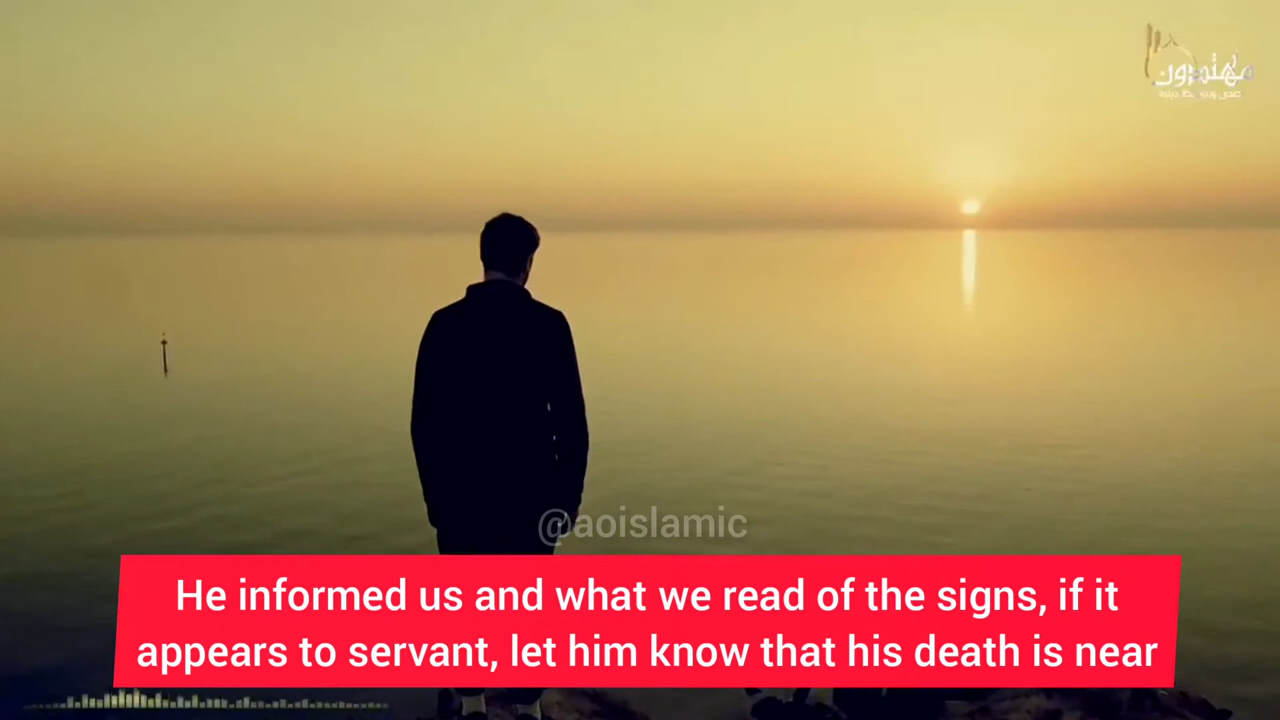 مهتدون
@aoislamic
He informed us and what we read of the signs, if it
appears to servant, let him know that his death is near